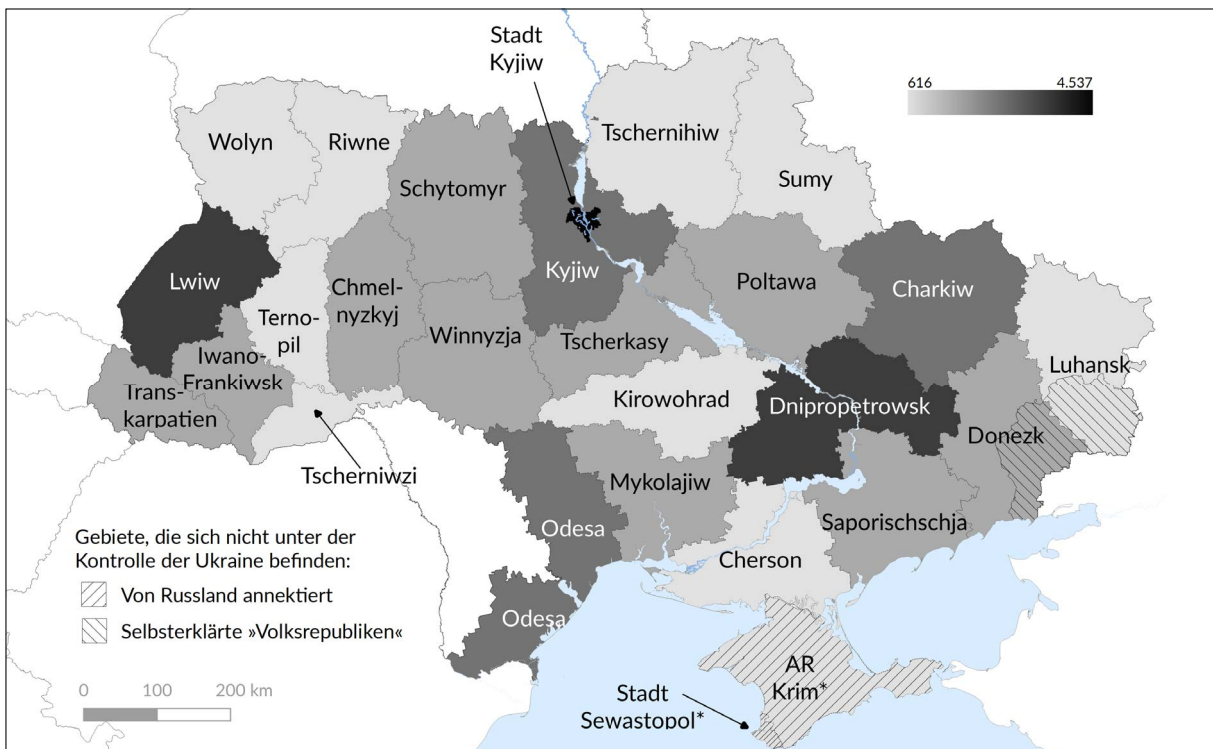 Stadt
Kyjiw
616
4.537
Wolyn
Riwne
Tschernihiw
Sumy
Schytomyr
Lwiw
Kyjiw
Poltawa
Charkiw
Chmel-
nyzkyj
Terno-
pil
Winnyzja
Tscherkasy
Iwano-
Frankiwsk
Trans-
karpatien
Luhansk
Kirowohrad
Dnipropetrowsk
Donezk
Tscherniwzi
Mykolajiw
Saporischschja
Odesa
Cherson
Odesa
Gebiete, die sich nicht unter der
Kontrolle der Ukraine befinden:
Von Russland annektiert
Selbsterklärte »Volksrepubliken«
0 100 200 km
AR
Krim*
Stadt
Sewastopol*